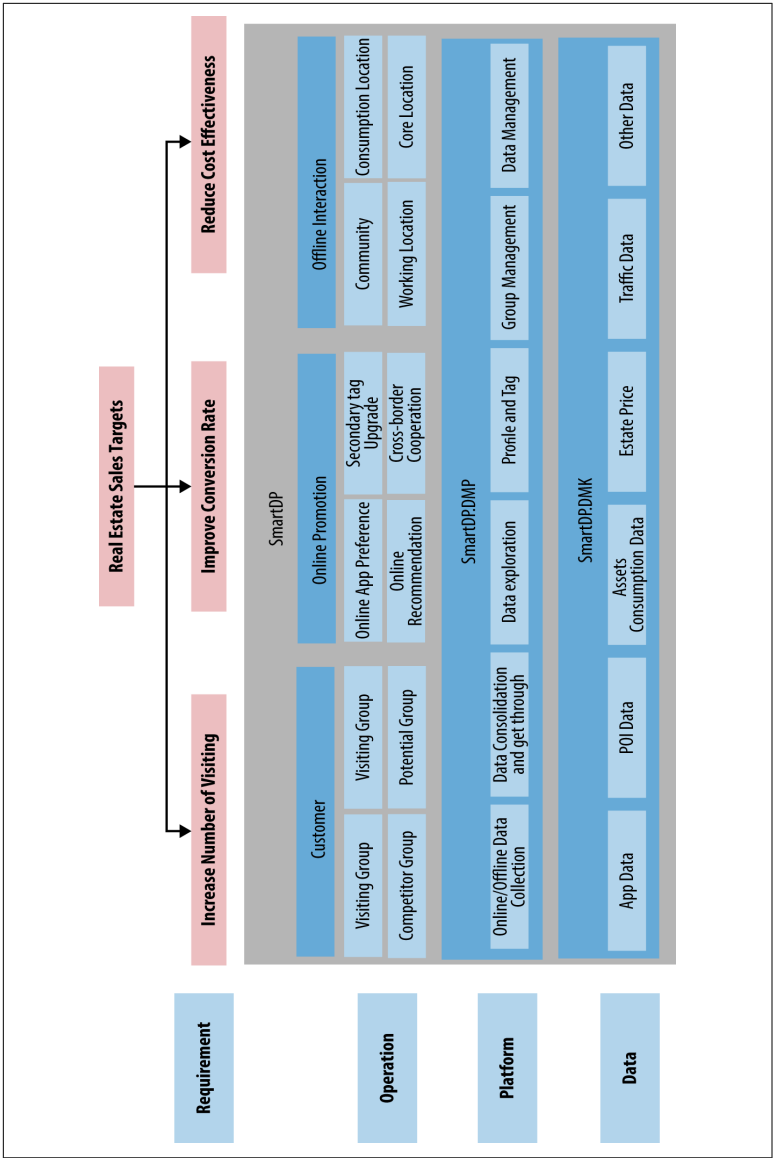 Real Estate Sales Targets
Requirement
Increase Number of Visiting
Improve Conversion Rate
Reduce Cost Effectiveness
SmartDP
Operation
Customer
Online Promotion
Offline Interaction
Visiting Group
Visiting Group
Online App Preference
Secondary tag
Upgrade
Community
Consumption Location
Competitor Group
Potential Group
Online
Recommendation
Cross-border
Cooperation
Working Location
Core Location
Platform
SmartDP.DMP
Online/Offline Data
Collection
Data Consolidation
and get through
Data exploration
Profile and Tag
Group Management
Data Management
Data
SmartDP.DMK
App Data
POI Data
Assets
Consumption Data
Estate Price
Traffic Data
Other Data